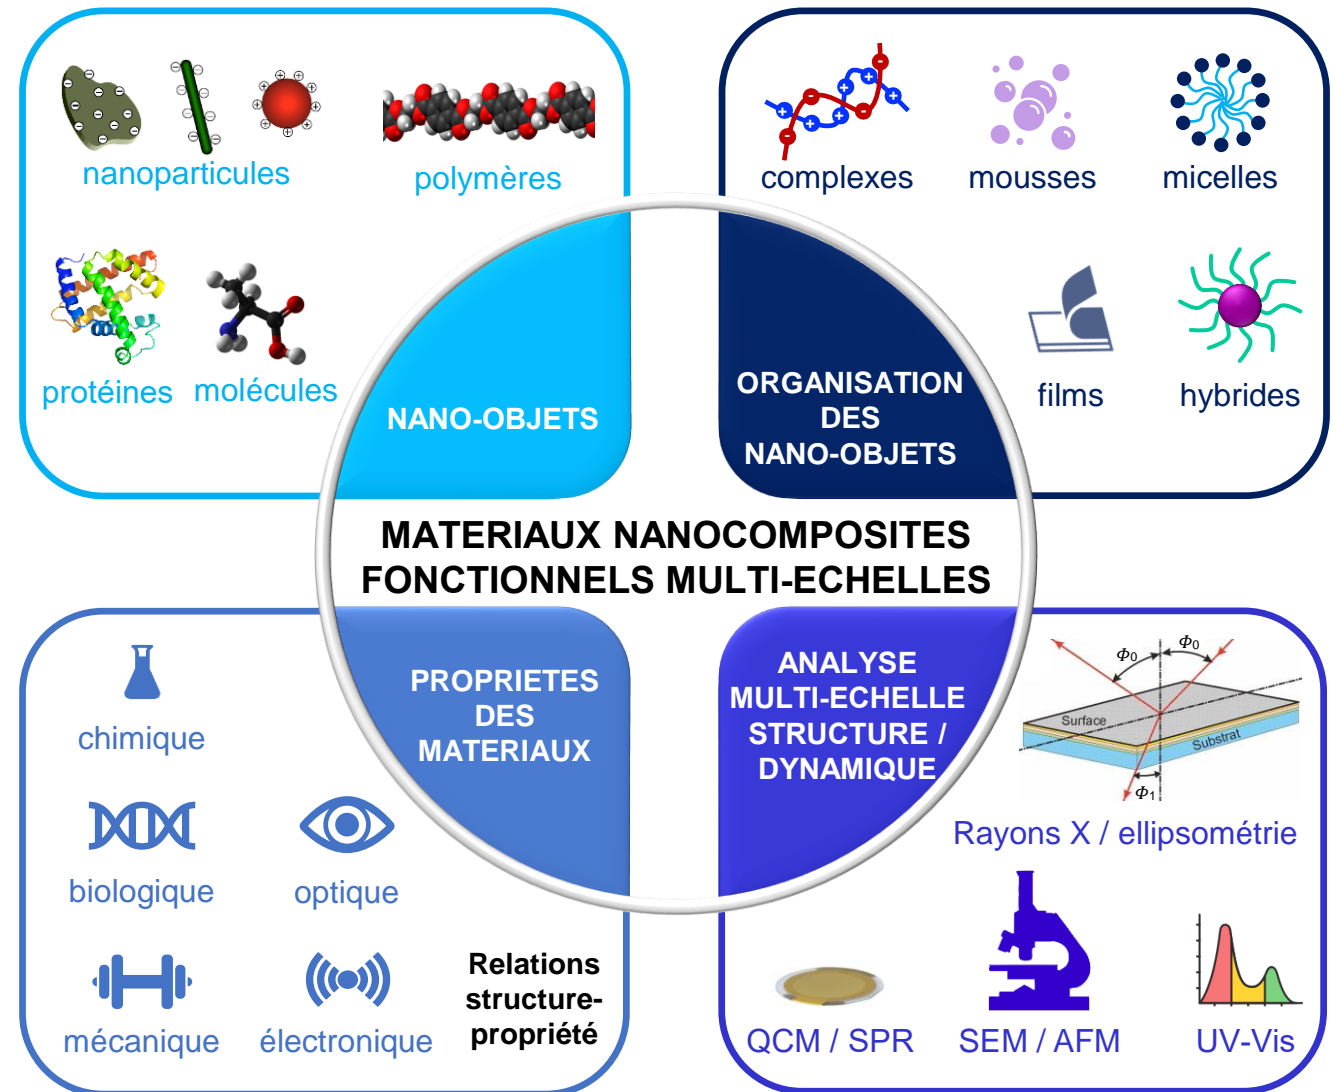 nanoparticules
polymères
protéines
molécules
NANO-OBJETS
complexes
mousses
micelles
films
hybrides
ORGANISATION
DES
NANO-OBJETS
MATERIAUX NANOCOMPOSITES
FONCTIONNELS MULTI-ECHELLES
PROPRIETES
DES
MATERIAUX
chimique
biologique
optique
mécanique
électronique
Relations
structure-
propriété
ANALYSE
MULTI-ECHELLE
STRUCTURE /
DYNAMIQUE
Φ0
Φ0
Surface
Substrat
Φ1
Rayons X / ellipsométrie
QCM / SPR
SEM / AFM
UV-Vis